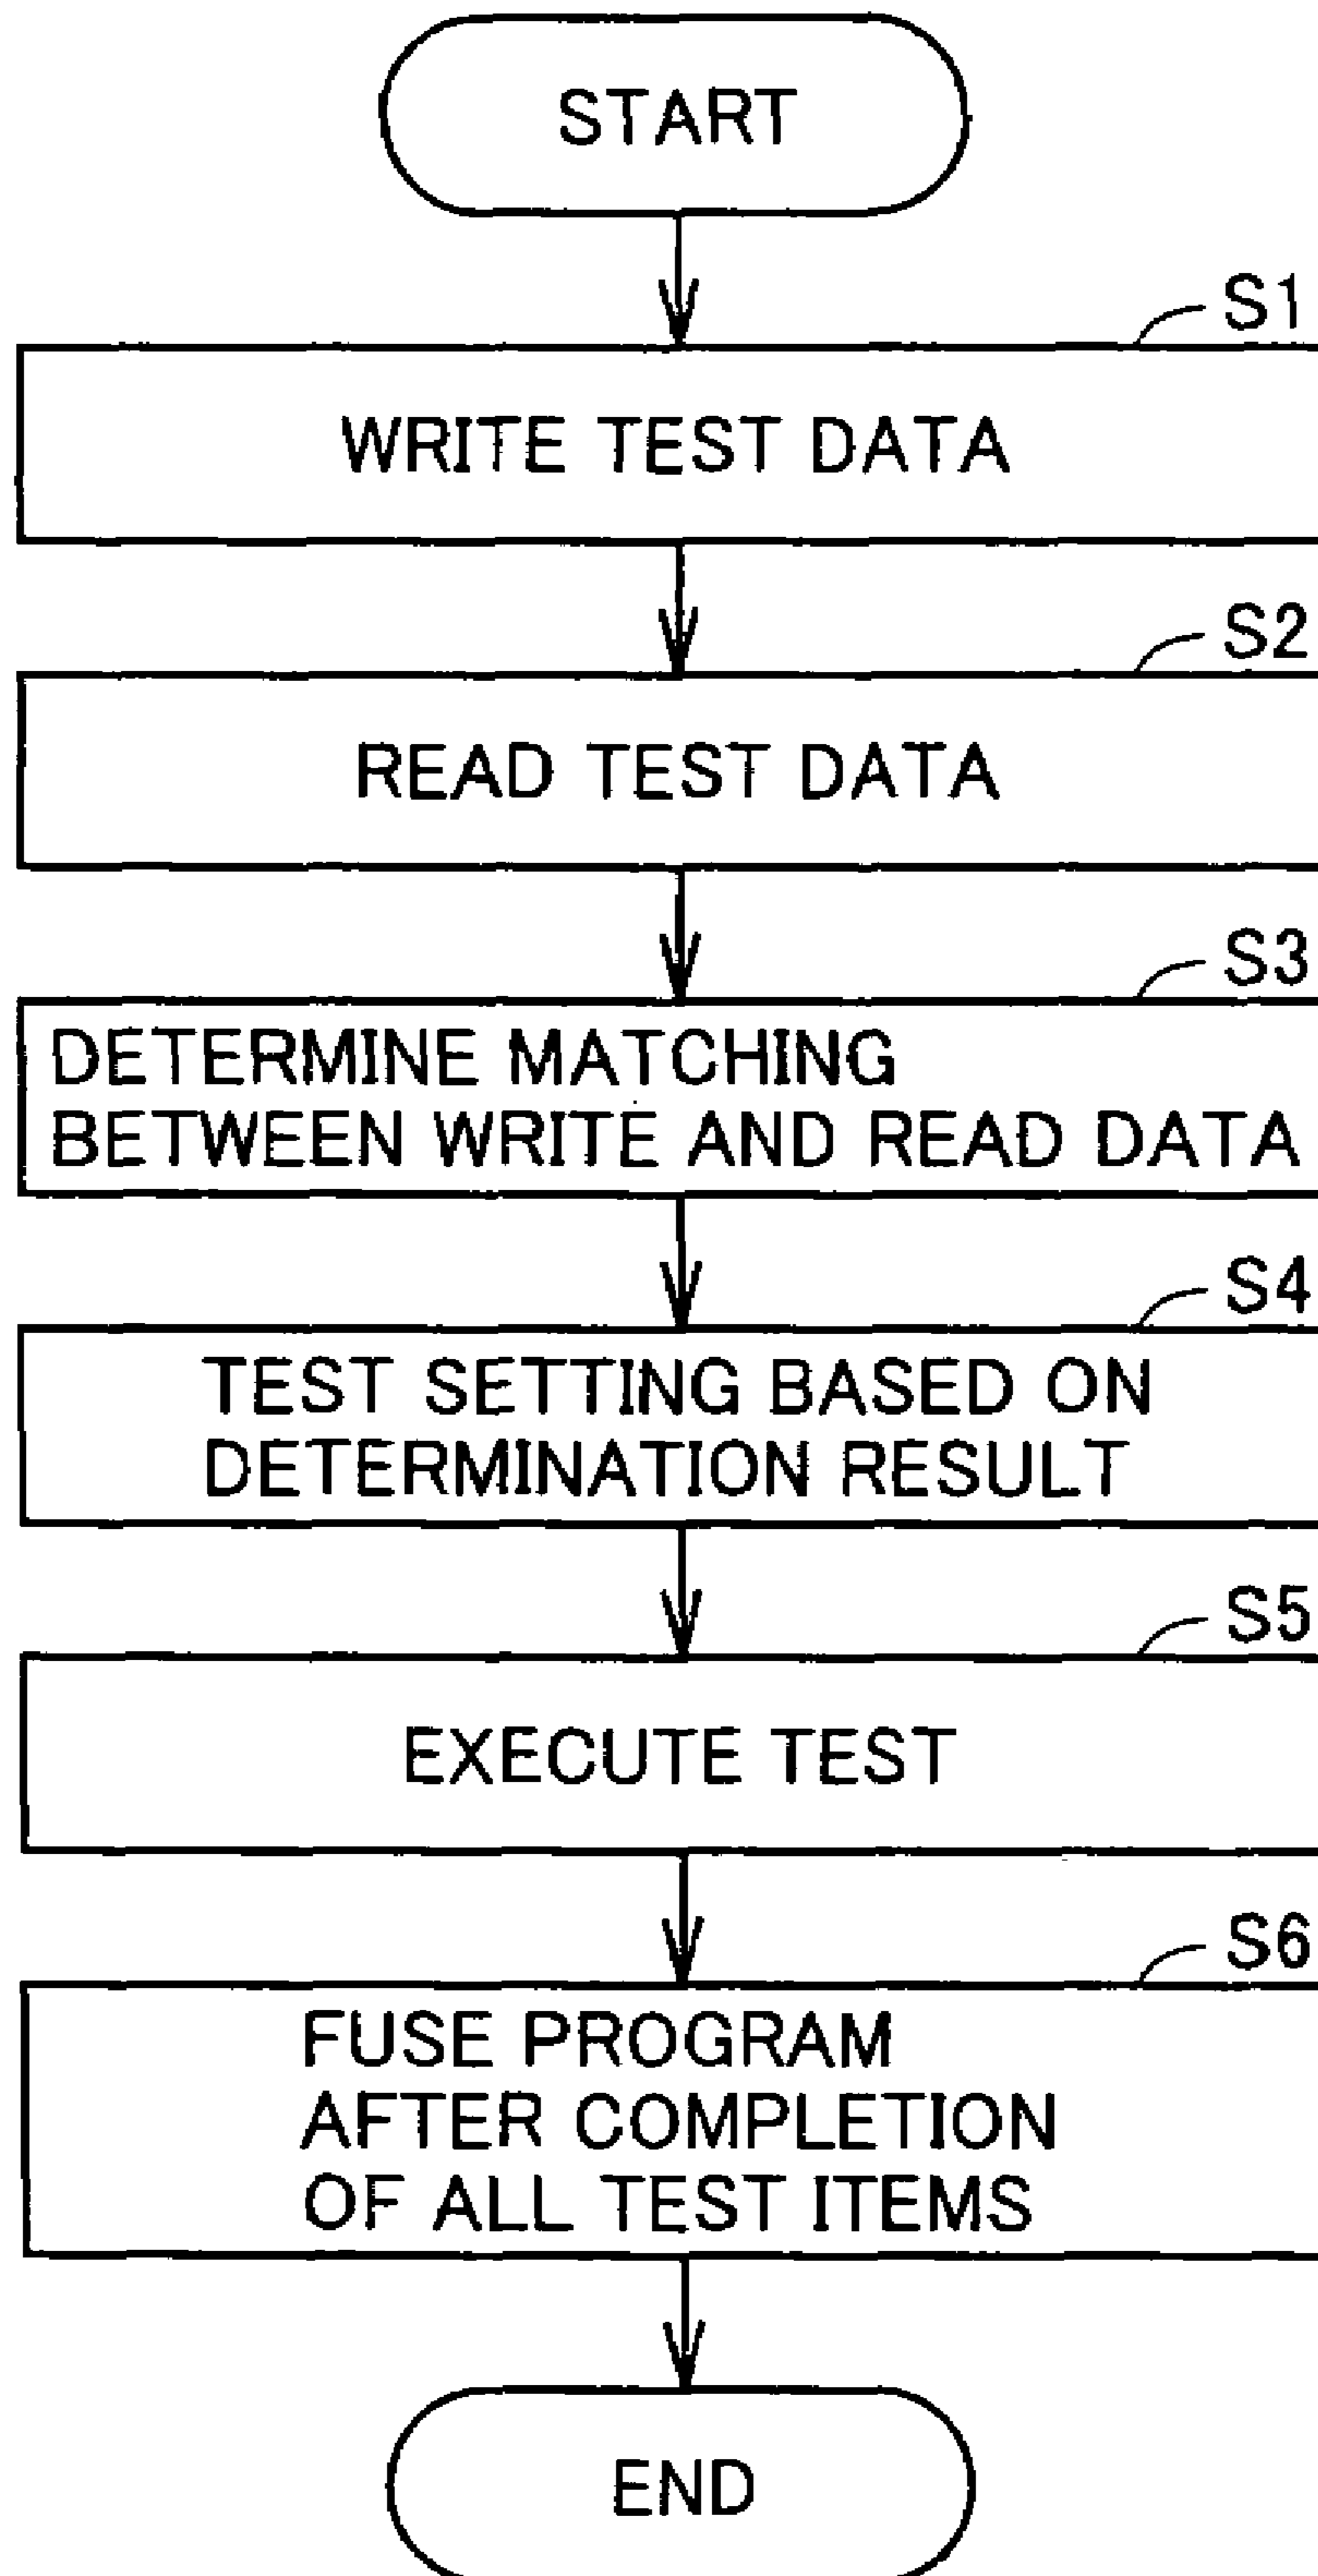 START
S1
WRITE TEST DATA
S2
READ TEST DATA
S3
DETERMINE MATCHING
BETWEEN WRITE AND READ DATA
S4
TEST SETTING BASED ON
DETERMINATION RESULT
S5
EXECUTE TEST
S6
FUSE PROGRAM
AFTER COMPLETION
OF ALL TEST ITEMS
END